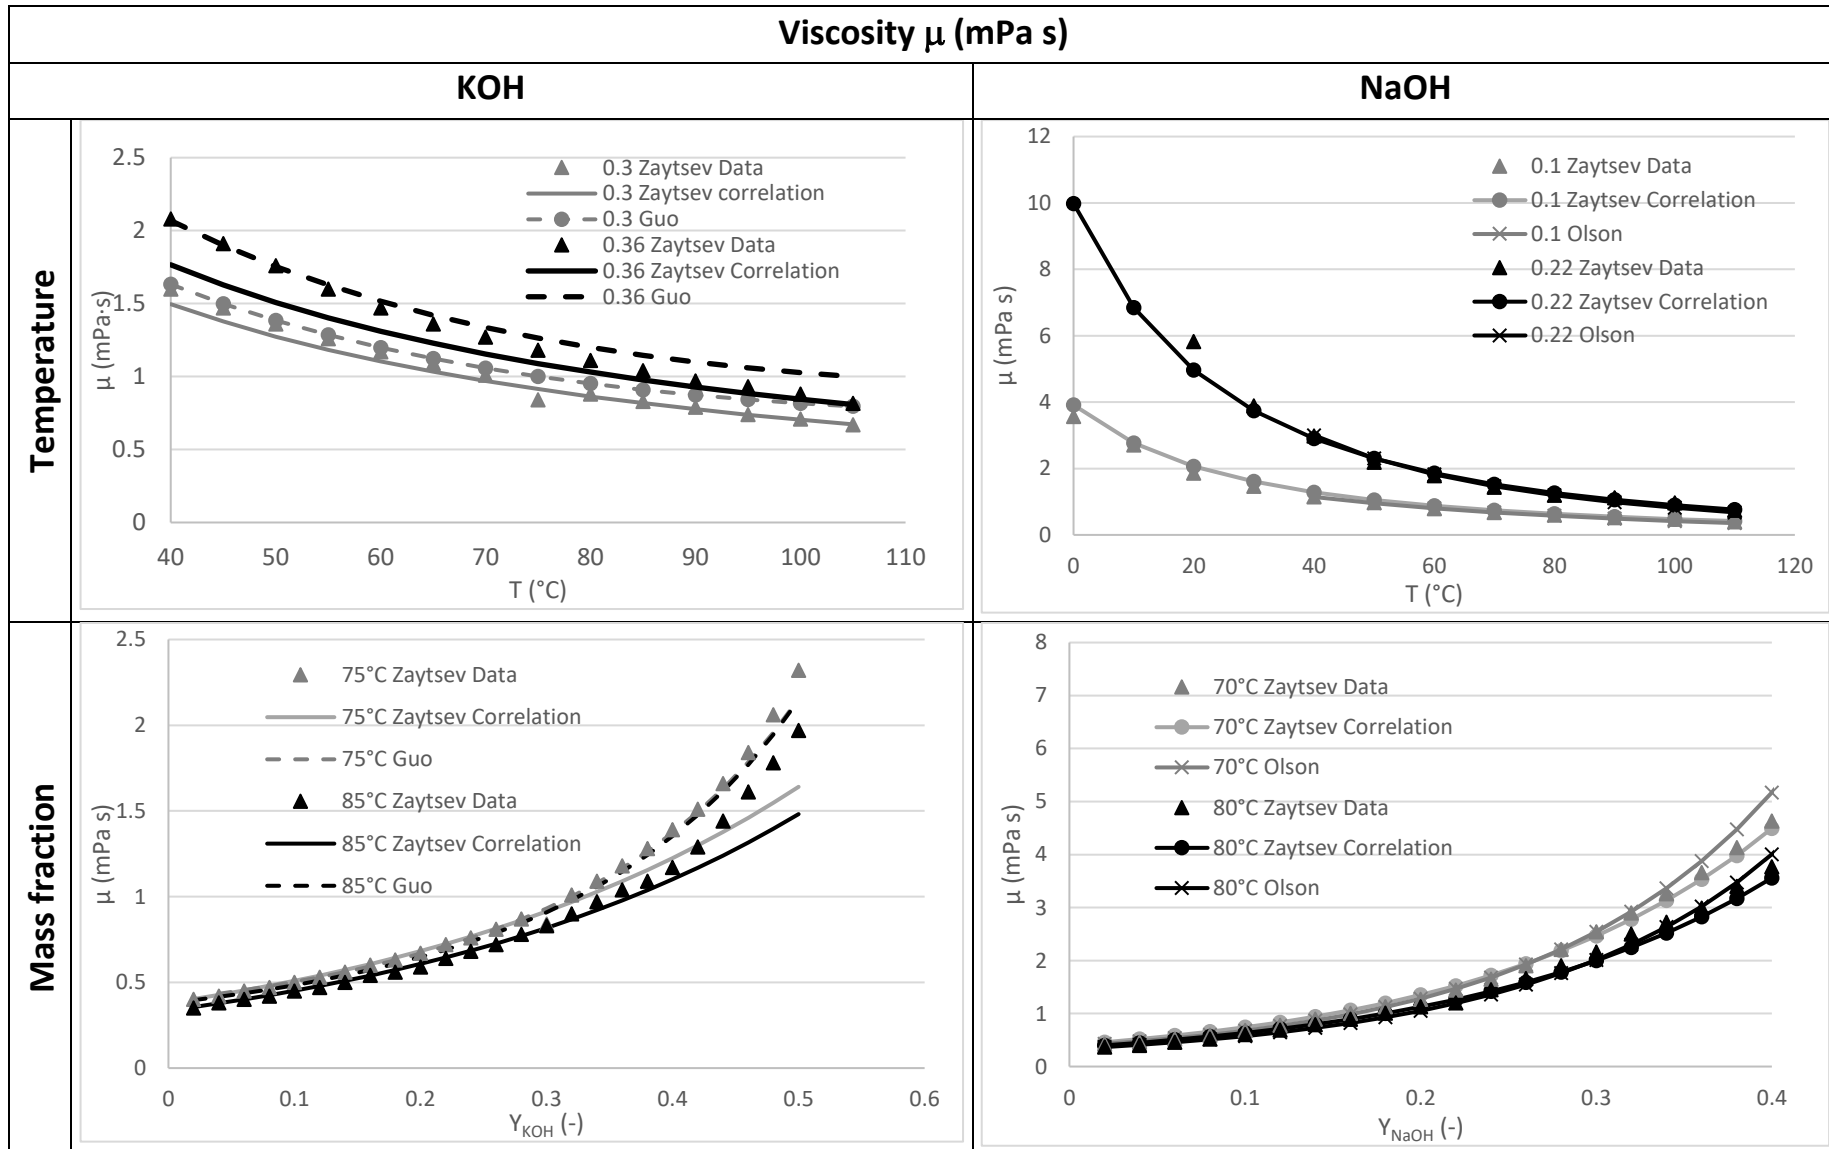 Viscosity μ (mPa s)
KOH
NaOH
Temperature
2.5
2
1.5
1
0.5
0
μ (mPa·s)
0.3 Zaytsev Data
0.3 Zaytsev correlation
0.3 Guo
0.36 Zaytsev Data
0.36 Zaytsev Correlation
0.36 Guo
40 50 60 70 80 90 100 110
T (°C)
12
10
8
6
4
2
0
μ (mPa s)
0.1 Zaytsev Data
0.1 Zaytsev Correlation
0.1 Olson
0.22 Zaytsev Data
0.22 Zaytsev Correlation
0.22 Olson
0 20 40 60 80 100 120
T (°C)
Mass fraction
2.5
2
1.5
1
0.5
0
μ (mPa s)
75°C Zaytsev Data
75°C Zaytsev Correlation
75°C Guo
85°C Zaytsev Data
85°C Zaytsev Correlation
85°C Guo
0 0.1 0.2 0.3 0.4 0.5 0.6
YKOH (-)
8
7
6
5
4
3
2
1
0
μ (mPa s)
70°C Zaytsev Data
70°C Zaytsev Correlation
70°C Olson
80°C Zaytsev Data
80°C Zaytsev Correlation
80°C Olson
0 0.1 0.2 0.3 0.4
YNaOH (-)